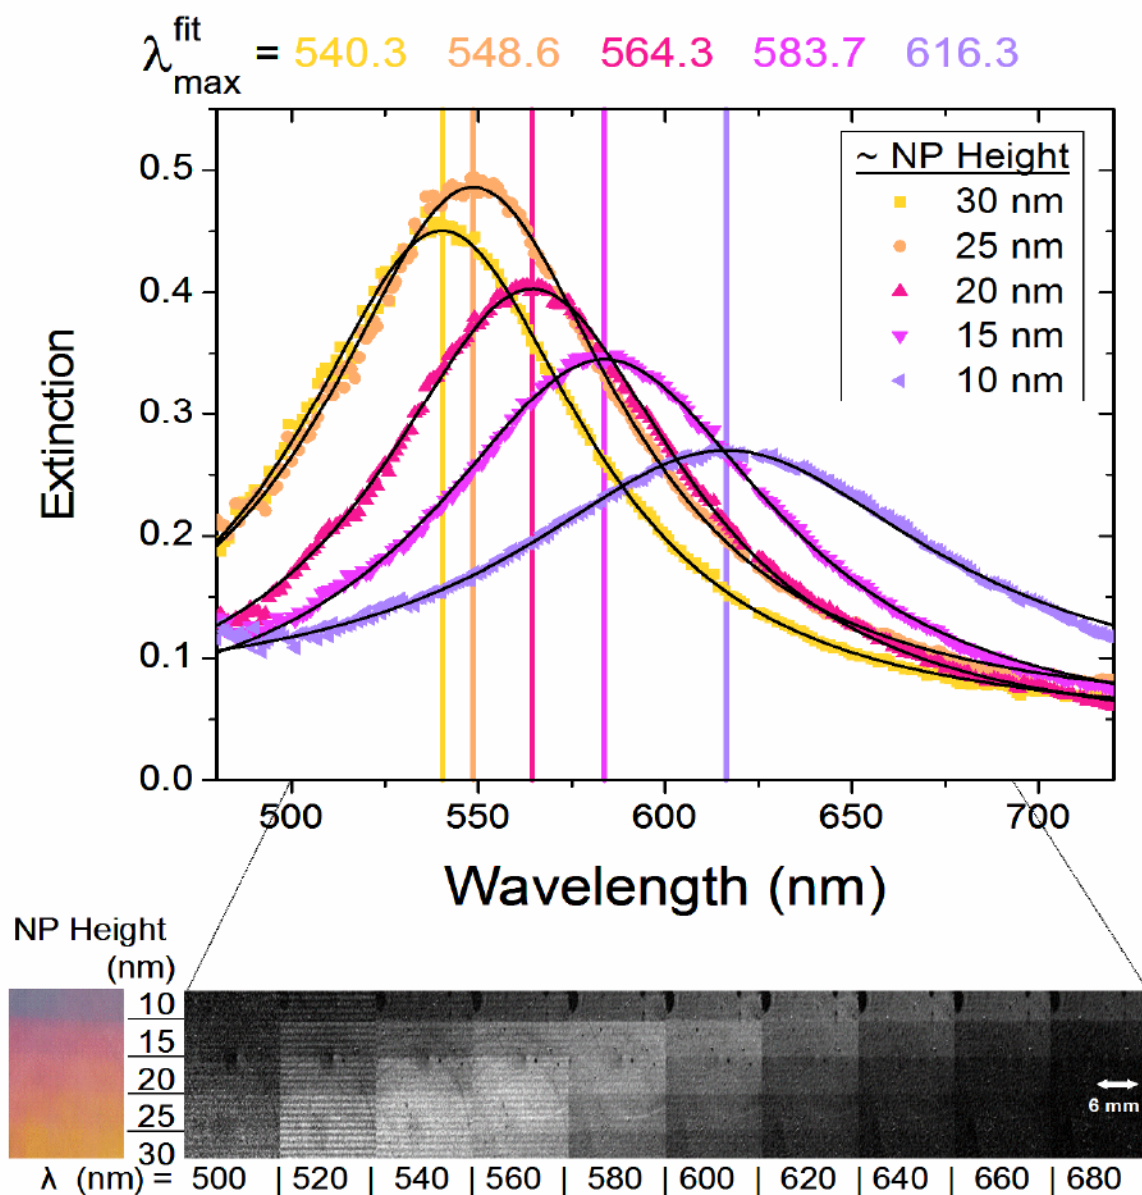 λmax fit = 540.3 548.6 564.3 583.7 616.3
~ NP Height
30 nm
25 nm
20 nm
15 nm
10 nm
0.5
0.4
0.3
0.2
0.1
0.0
Extinction
500 550 600 650 700
Wavelength (nm)
NP Height
(nm)
10
15
20
25
30
6 mm
λ (nm) = 500 | 520 | 540 | 560 | 580 | 600 | 620 | 640 | 660 | 680